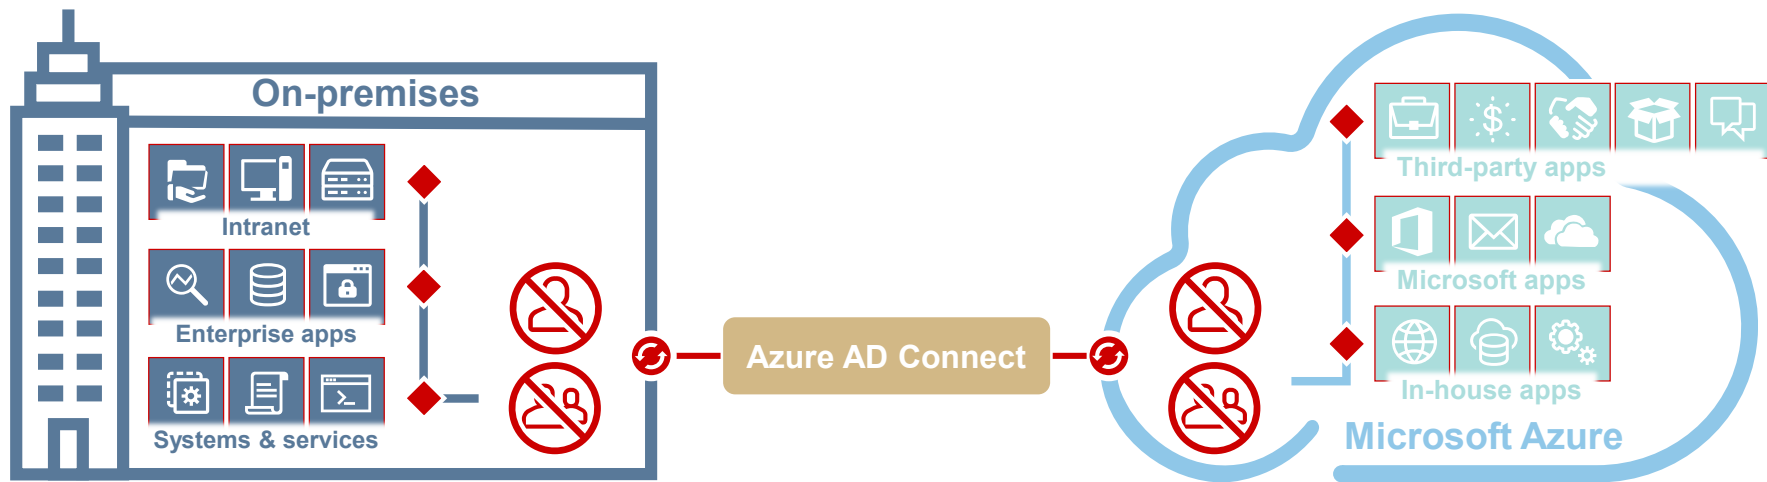 On-premises
Intranet
Enterprise apps
Systems & services
Azure AD Connect
Third-party apps
Microsoft apps
In-house apps
Microsoft Azure